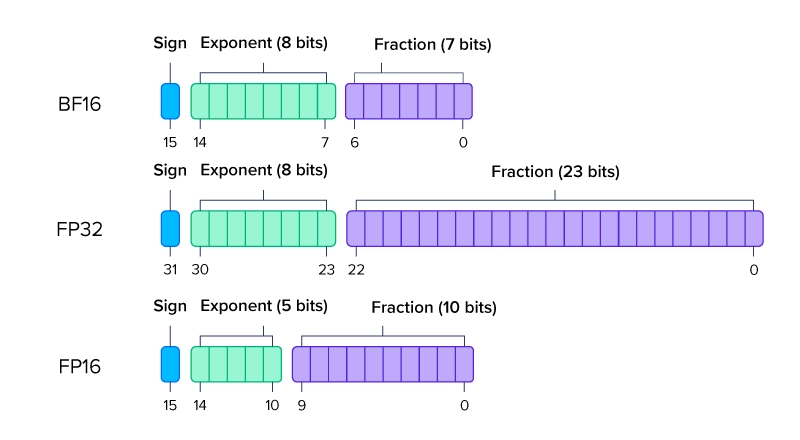 Sign Exponent (8 bits) Fraction (7 bits)
BF16
15 14 7 6 0
Sign Exponent (8 bits) Fraction (23 bits)
FP32
31 30 23 22 0
Sign Exponent (5 bits) Fraction (10 bits)
FP16
15 14 10 9 0